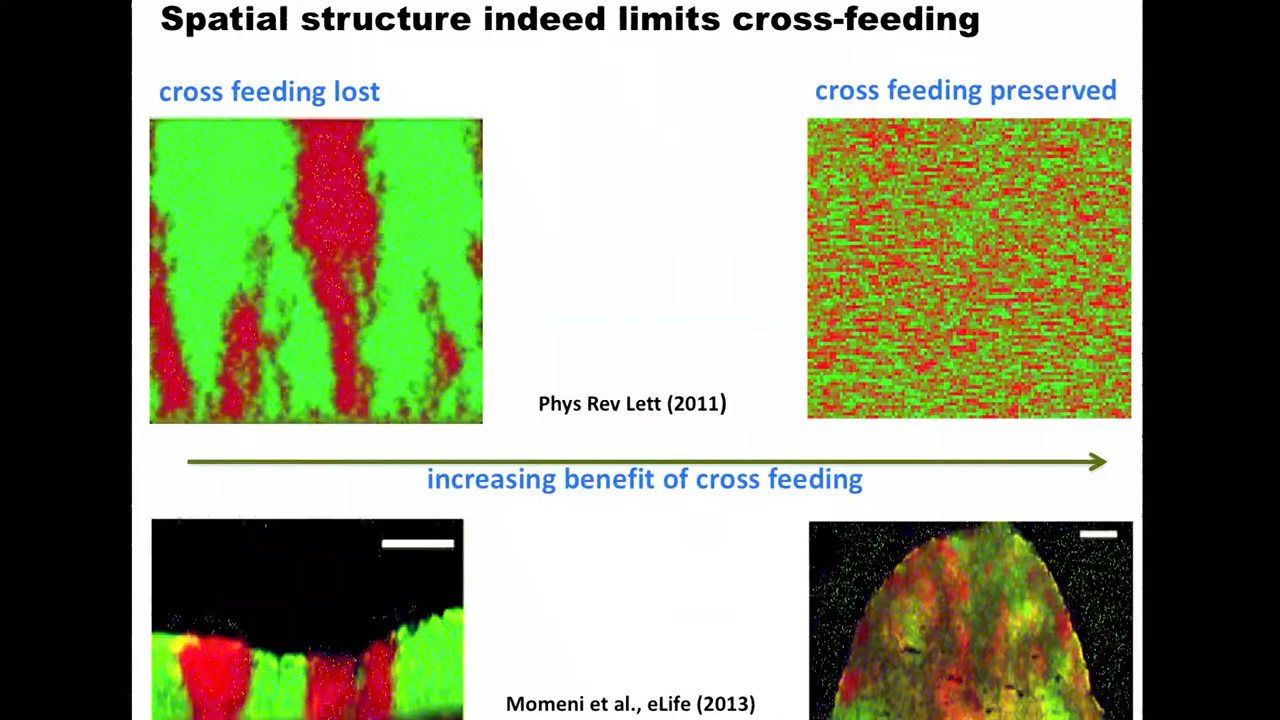 Spatial structure indeed limits cross-feeding
cross feeding lost
cross feeding preserved
Phys Rev Lett (2011)
increasing benefit of cross feeding
Momeni et al., eLife (2013)